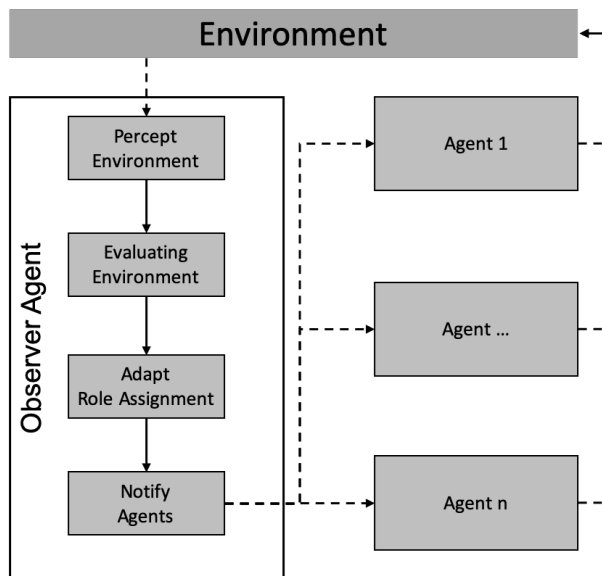 Environment
Observer Agent
Percept
Environment
Evaluating
Environment
Adapt
Role Assignment
Notify
Agents
Agent 1
Agent ...
Agent n